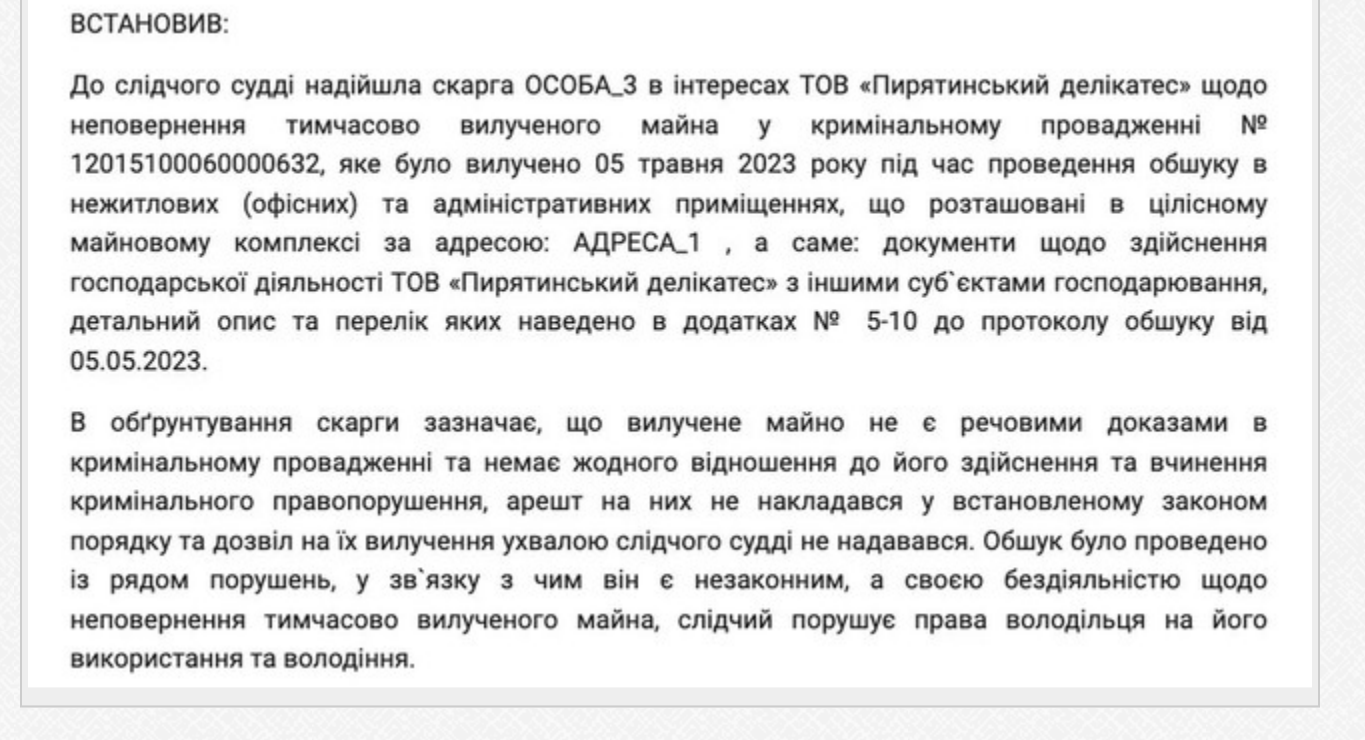 ВСТАНОВИВ:
До слідчого судді надійшла скарга ОСОБА_3 в інтересах ТОВ «Пирятинський делікатес» щодо
неповернення тимчасово вилученого майна у кримінальному провадженні №
12015100060000632, яке було вилучено 05 травня 2023 року під час проведення обшуку в
нежитлових (офісних) та адміністративних приміщеннях, що розташовані в цілісному
майновому комплексі за адресою: АДРЕСА_1 , а саме: документи щодо здійснення
господарської діяльності ТОВ «Пирятинський делікатес» з іншими суб`єктами господарювання,
детальний опис та перелік яких наведено в додатках № 5-10 до протоколу обшуку від
05.05.2023.
В обґрунтування скарги зазначає, що вилучене майно не є речовими доказами в
кримінальному провадженні та немає жодного відношення до його здійснення та вчинення
кримінального правопорушення, арешт на них не накладався у встановленому законом
порядку та дозвіл на їх вилучення ухвалою слідчого судді не надавався. Обшук було проведено
із рядом порушень, у зв`язку з чим він є незаконним, а своєю бездіяльністю щодо
неповернення тимчасово вилученого майна, слідчий порушує права володільця на його
використання та володіння.